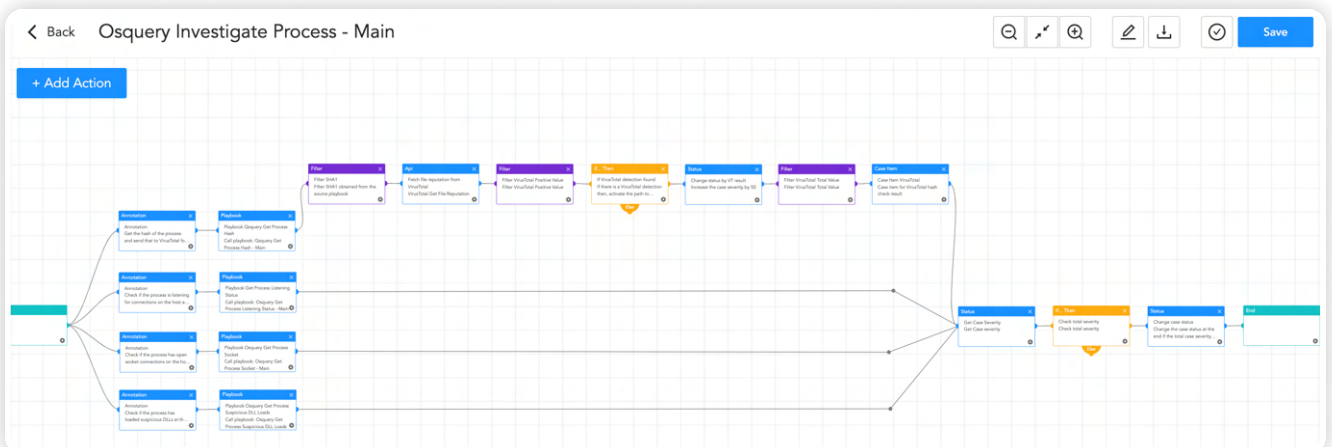 Back
Osquery Investigate Process - Main
Save
+ Add Action
Filter
Filter SHA1
Filter SHA1 obtained from the
source playbook
Api
Fetch file reputation from
VirusTotal
VirusTotal Get File Reputation
Filter
Filter VirusTotal Positive Value
Filter VirusTotal Positive Value
If... Then
If VirusTotal detection found
If there is a VirusTotal detection
then, activate the path to...
Else
Status
Change status by VT result
Increase the case severity by 50
Filter
Filter VirusTotal Total Value
Filter VirusTotal Total Value
Case Item
Case Item VirusTotal
Case item for VirusTotal hash
check result
Annotation
Annotation
Get the hash of the process
and send that to VirusTotal fo...
Playbook
Playbook Osquery Get Process
Hash
Call playbook: Osquery Get
Process Hash - Main
Annotation
Annotation
Check if the process is listening
for connections on the host a...
Playbook
Playbook Get Process Listening
Status
Call playbook: Osquery Get
Process Listening Status - Main
Annotation
Annotation
Check if the process has open
socket connections on the ho...
Playbook
Playbook Osquery Get Process
Socket
Call playbook: Osquery Get
Process Socket - Main
Annotation
Annotation
Check if the process has
loaded suspicious DLLs at th...
Playbook
Playbook Osquery Get Process
Suspicious DLL Loads
Call playbook: Osquery Get
Process Suspicious DLL Loads
Status
Get Case Severity
Get Case severity
If... Then
Check total severity
Check total severity
Else
Status
Change case status
Change the case status at the
end if the total case severity...
End